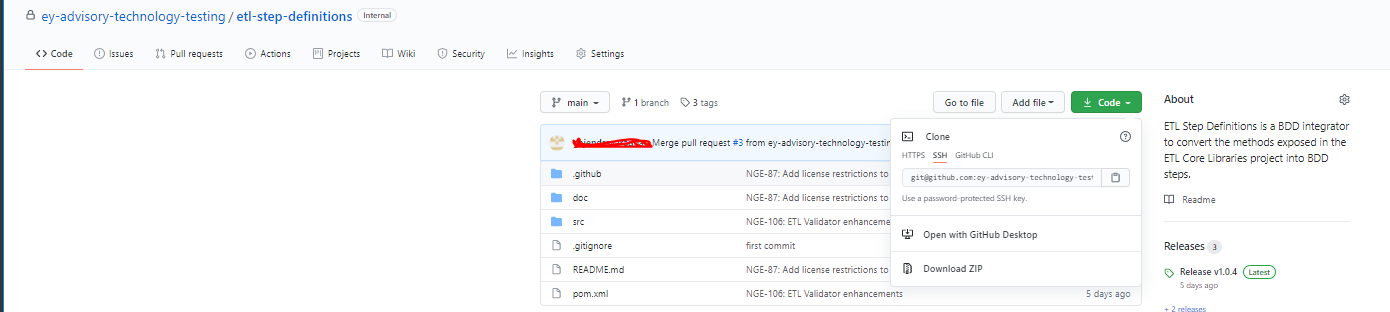 ey-advisory-technology-testing / etl-step-definitions Internal
Code Issues Pull requests Actions Projects Wiki Security Insights Settings
main 1 branch 3 tags Go to file Add file Code
Merge pull request #3 from ey-advisory-technology-testin
.github NGE-87: Add license restrictions to
doc NGE-87: Add license restrictions to
src NGE-106: ETL Validator enhanceme
.gitignore first commit
README.md NGE-87: Add license restrictions to
pom.xml NGE-106: ETL Validator enhancements 5 days ago
Clone
HTTPS SSH GitHub CLI
git@github.com:ey-advisory-technology-test
Use a password-protected SSH key.
Open with GitHub Desktop
Download ZIP
About
ETL Step Definitions is a BDD integrator
to convert the methods exposed in the
ETL Core Libraries project into BDD
steps.
Readme
Releases 3
Release v1.0.4 Latest
5 days ago
+ 2 releases